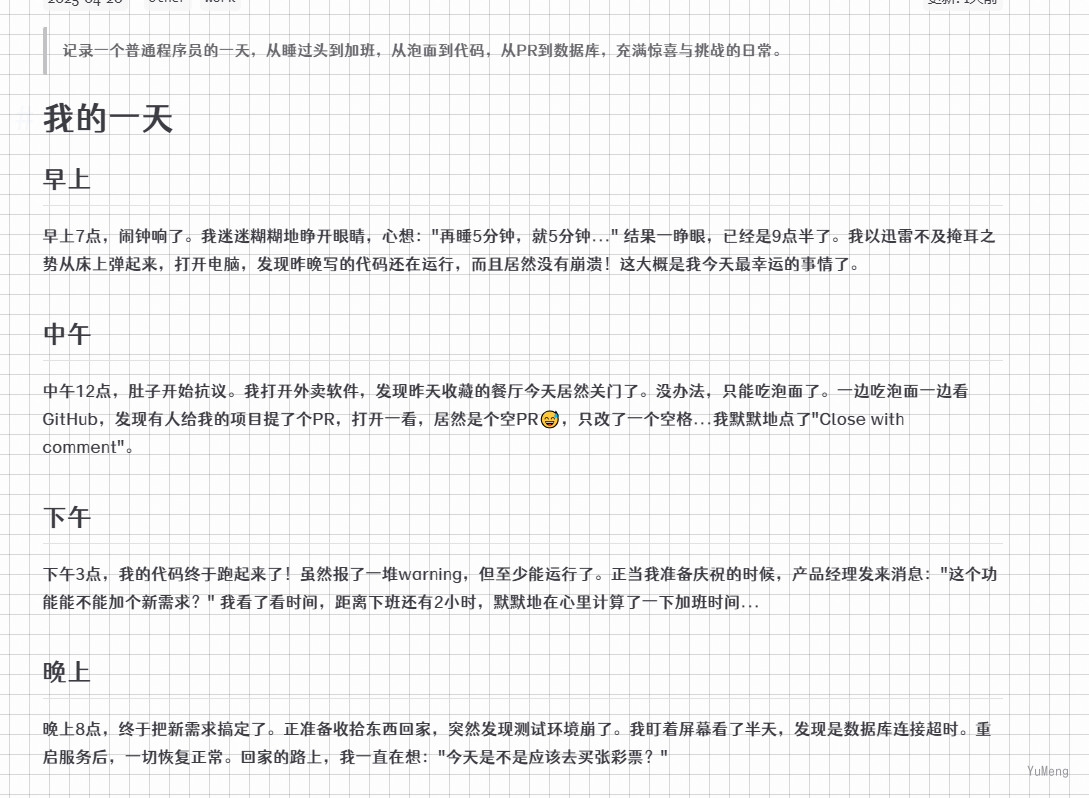 记录一个普通程序员的一天，从睡过头到加班，从泡面到代码，从PR到数据库，充满惊喜与挑战的日常。
我的一天
早上
早上7点，闹钟响了。我迷迷糊糊地睁开眼睛，心想："再睡5分钟，就5分钟..." 结果一睁眼，已经是9点半了。我以迅雷不及掩耳之
势从床上弹起来，打开电脑，发现昨晚写的代码还在运行，而且居然没有崩溃！这大概是我今天最幸运的事情了。
中午
中午12点，肚子开始抗议。我打开外卖软件，发现昨天收藏的餐厅今天居然关门了。没办法，只能吃泡面了。一边吃泡面一边看
GitHub，发现有人给我的项目提了个PR，打开一看，居然是个空PR😅，只改了一个空格...我默默地点了"Close with
comment"。
下午
下午3点，我的代码终于跑起来了！虽然报了一堆warning，但至少能运行了。正当我准备庆祝的时候，产品经理发来消息："这个功
能能不能加个新需求？" 我看了看时间，距离下班还有2小时，默默地在心里计算了一下加班时间...
晚上
晚上8点，终于把新需求搞定了。正准备收拾东西回家，突然发现测试环境崩了。我盯着屏幕看了半天，发现是数据库连接超时。重
启服务后，一切恢复正常。回家的路上，我一直在想："今天是不是应该去买张彩票？"
YuMeng